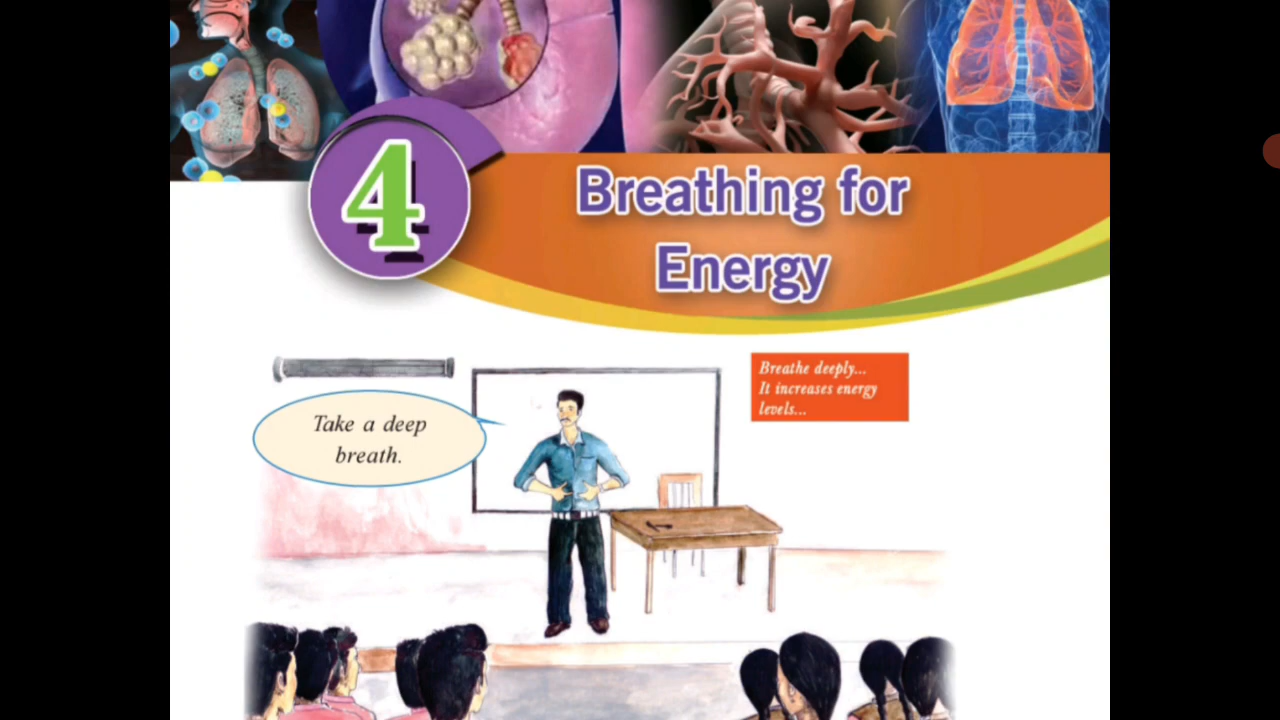 4
Breathing for
Energy
Breathe deeply...
It increases energy
levels...
Take a deep
breath.